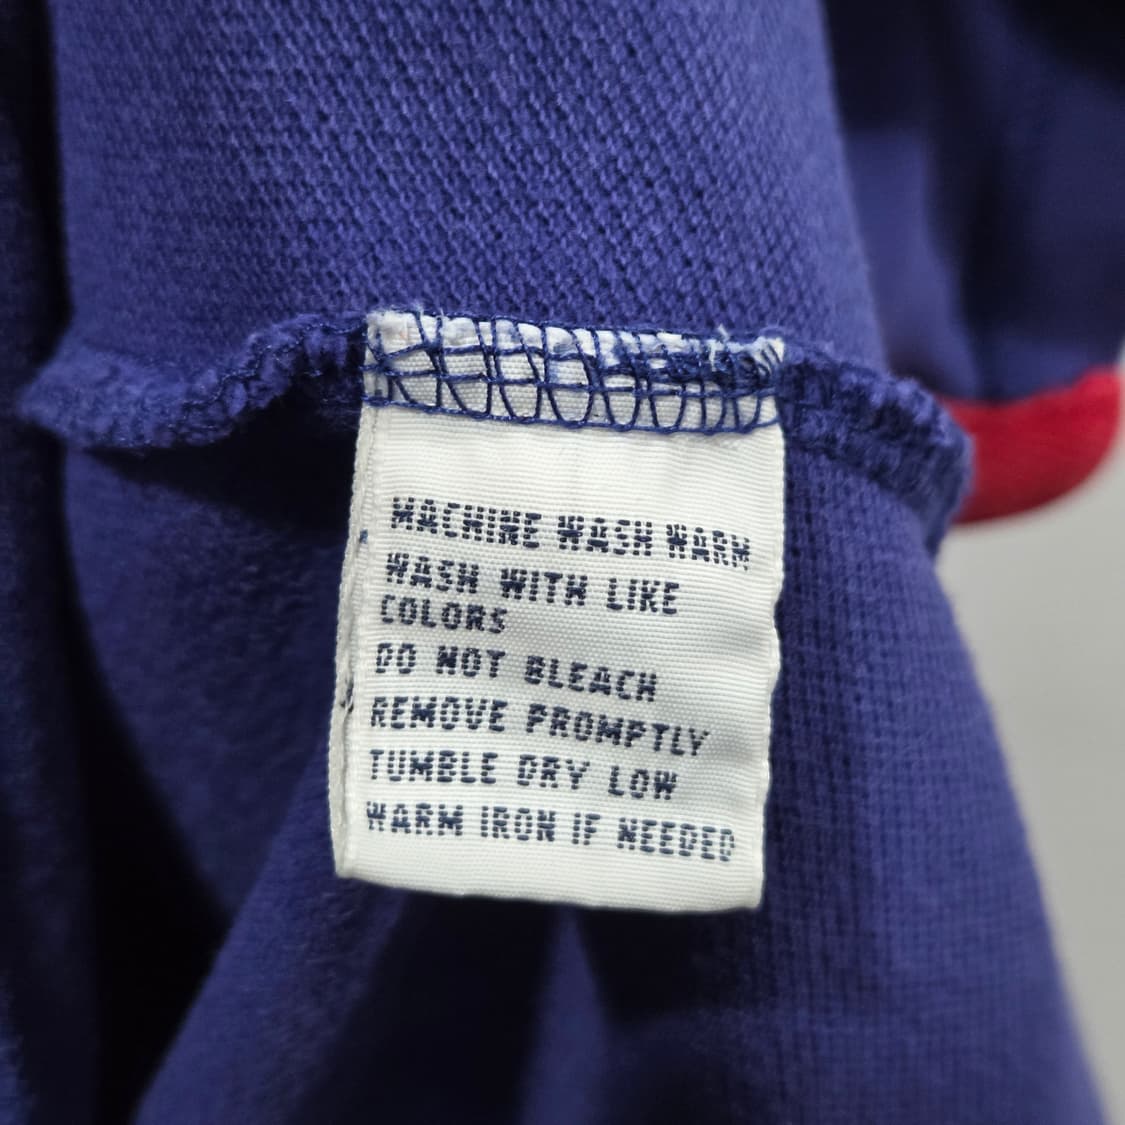 MACHINE WASH WARM
WASH WITH LIKE
COLORS
DO NOT BLEACH
REMOVE PROMPTLY
TUMBLE DRY LOW
WARM IRON IF NEEDED